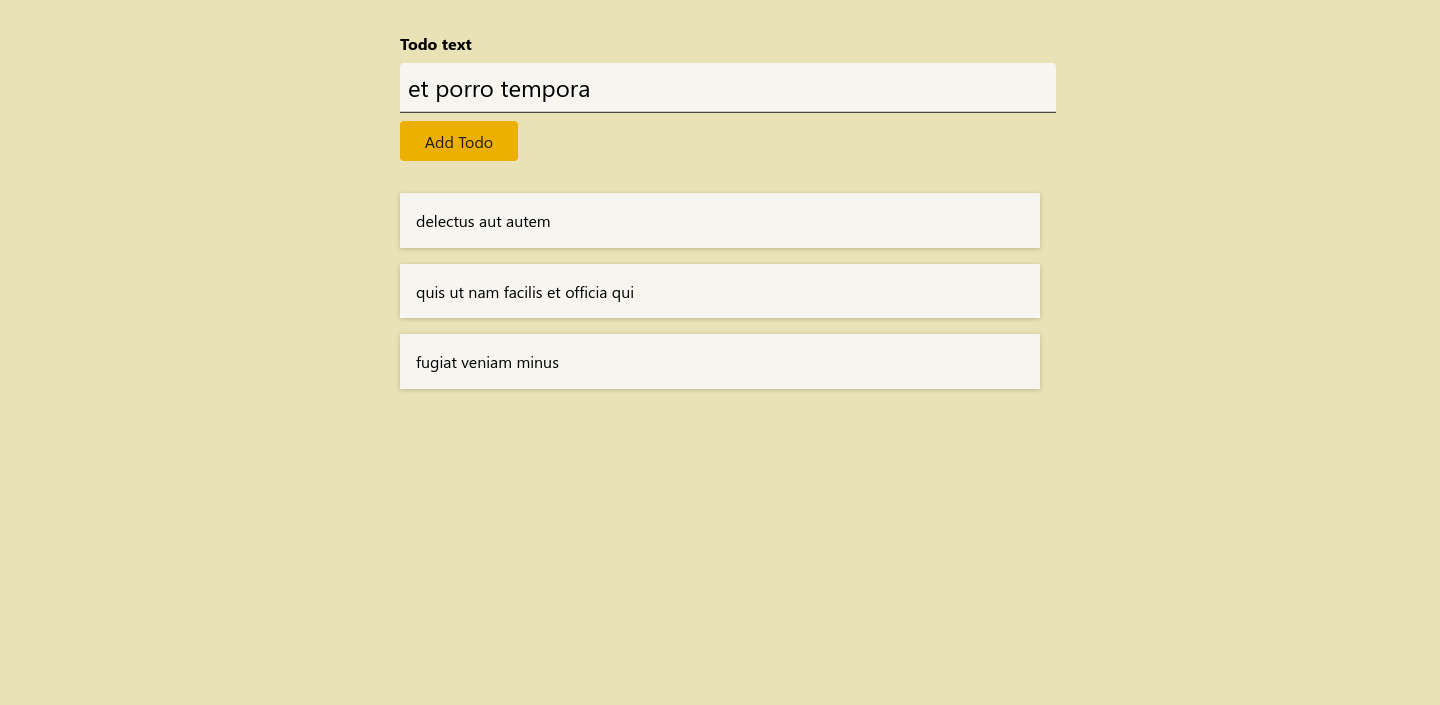 Todo text
et porro tempora
Add Todo
delectus aut autem
quis ut nam facilis et officia qui
fugiat veniam minus